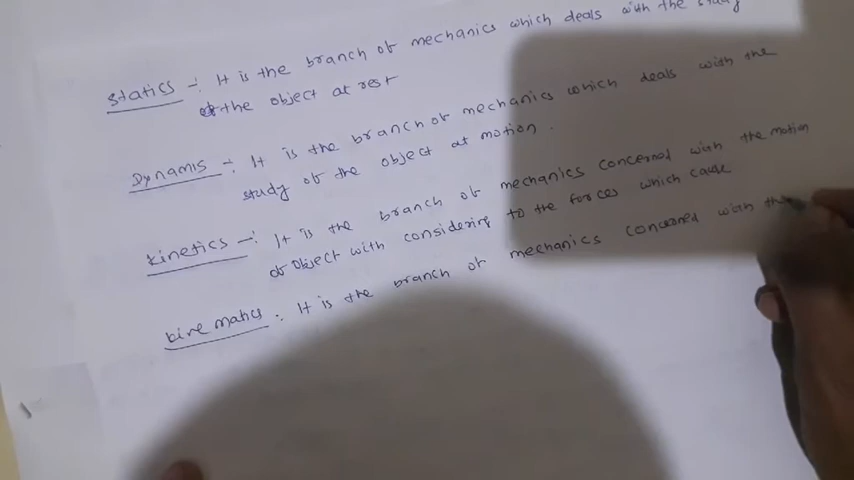 Statics -: It is the branch of mechanics which deals with the study
of the object at rest
Dynamis -: It is the branch of mechanics which deals with the
study of the object at motion.
Kinetics -: It is the branch of mechanics concerned with the motion
of object with considering to the forces which cause
kinematics : It is the branch of mechanics concerned with the